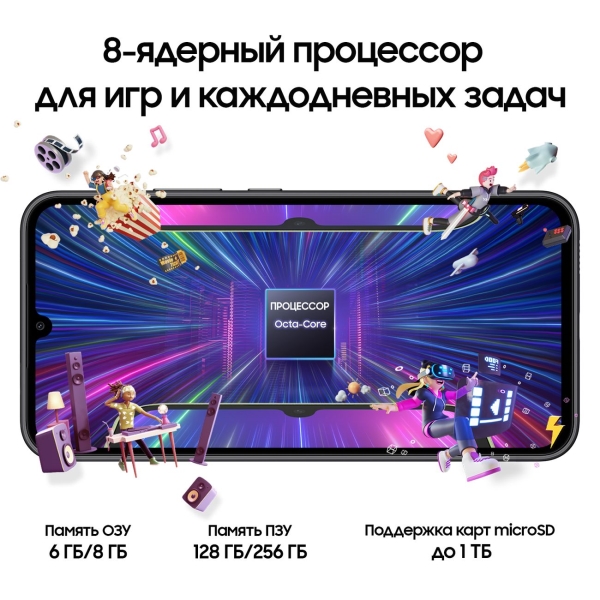 8-ядерный процессор
для игр и каждодневных задач
ПРОЦЕССОР
Octa-Core
Память ОЗУ
6 ГБ/8 ГБ
Память ПЗУ
128 ГБ/256 ГБ
Поддержка карт microSD
до 1 ТБ